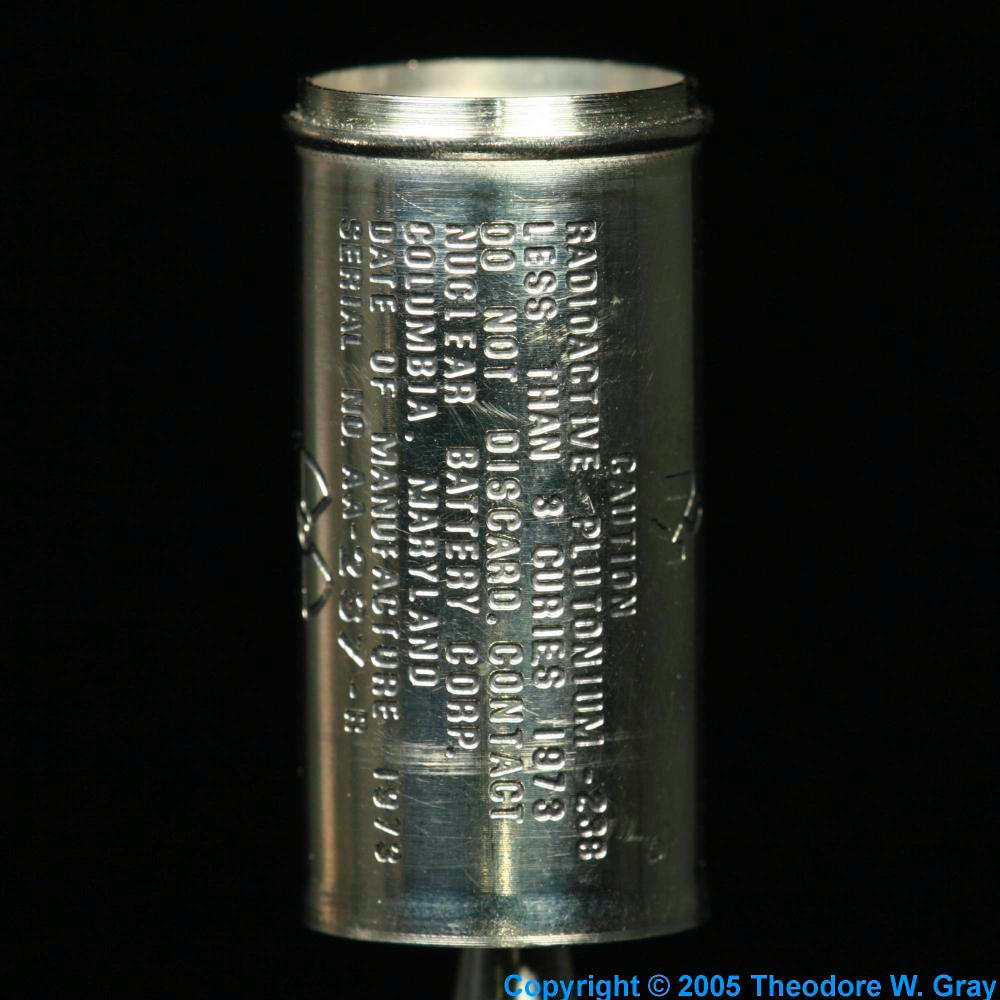 CAUTION
RADIOACTIVE -PLUTONIUM -238
LESS THAN 3 CURIES 1973
DO NOT DISCARD. CONTACT
NUCLEAR BATTERY CORP.
COLUMBIA. MARYLAND
DATE OF MANUFACTURE 1973
SERIAL NO. AA-237-B
Copyright © 2005 Theodore W. Gray